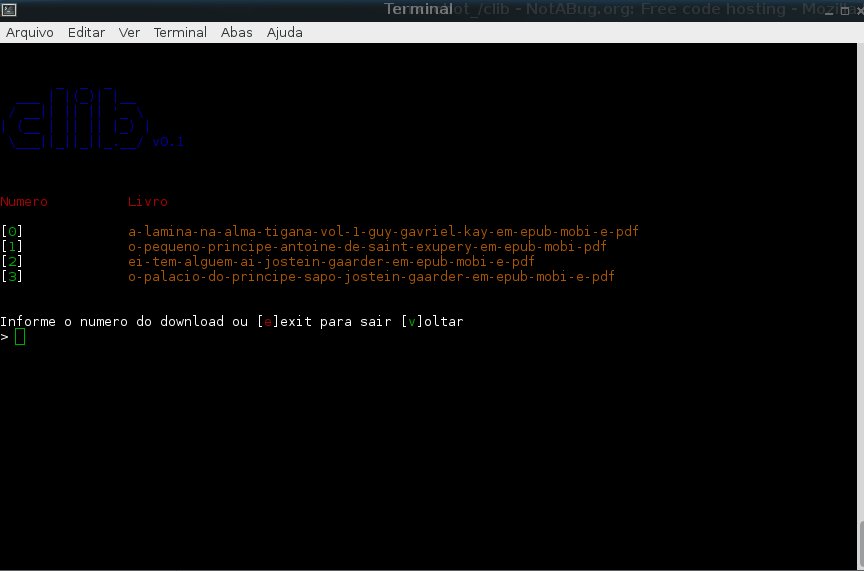 Terminal
ot_/clib - NotABug.org: Free code hosting - Mozilla
Arquivo Editar Ver Terminal Abas Ajuda
clib v0.1
Numero Livro
[0] a-lamina-na-alma-tigana-vol-1-guy-gavriel-kay-em-epub-mobi-e-pdf
[1] o-pequeno-principe-antoine-de-saint-exupery-em-epub-mobi-pdf
[2] ei-tem-alguem-ai-jostein-gaarder-em-epub-mobi-e-pdf
[3] o-palacio-do-principe-sapo-jostein-gaarder-em-epub-mobi-e-pdf
Informe o numero do download ou [e]exit para sair [v]oltar
>